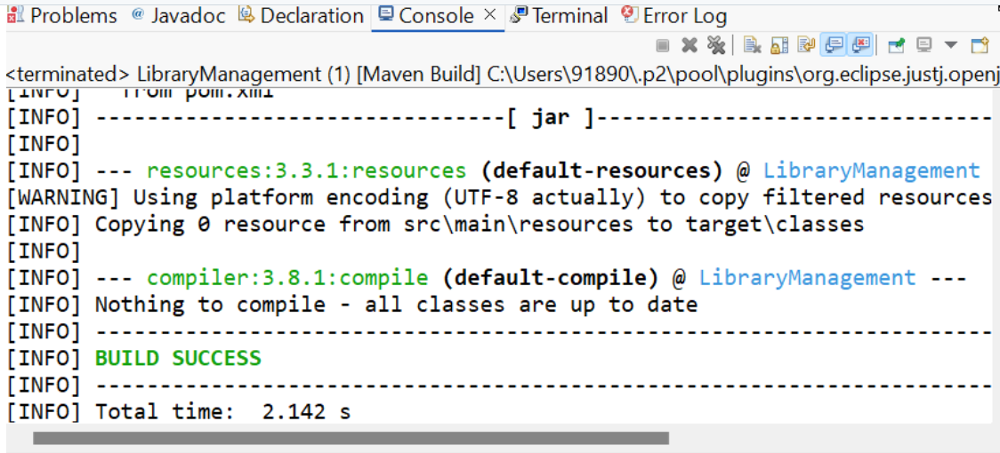 Problems @ Javadoc Declaration Console × Terminal Error Log
<terminated> LibraryManagement (1) [Maven Build] C:\Users\91890\.p2\pool\plugins\org.eclipse.justj.openj
[INFO]   from pom.xml
[INFO] --------------------------------[ jar ]-------------------------------
[INFO]
[INFO] --- resources:3.3.1:resources (default-resources) @ LibraryManagement
[WARNING] Using platform encoding (UTF-8 actually) to copy filtered resources
[INFO] Copying 0 resource from src\main\resources to target\classes
[INFO]
[INFO] --- compiler:3.8.1:compile (default-compile) @ LibraryManagement ---
[INFO] Nothing to compile - all classes are up to date
[INFO] ----------------------------------------------------------------------
[INFO] BUILD SUCCESS
[INFO] ----------------------------------------------------------------------
[INFO] Total time:  2.142 s